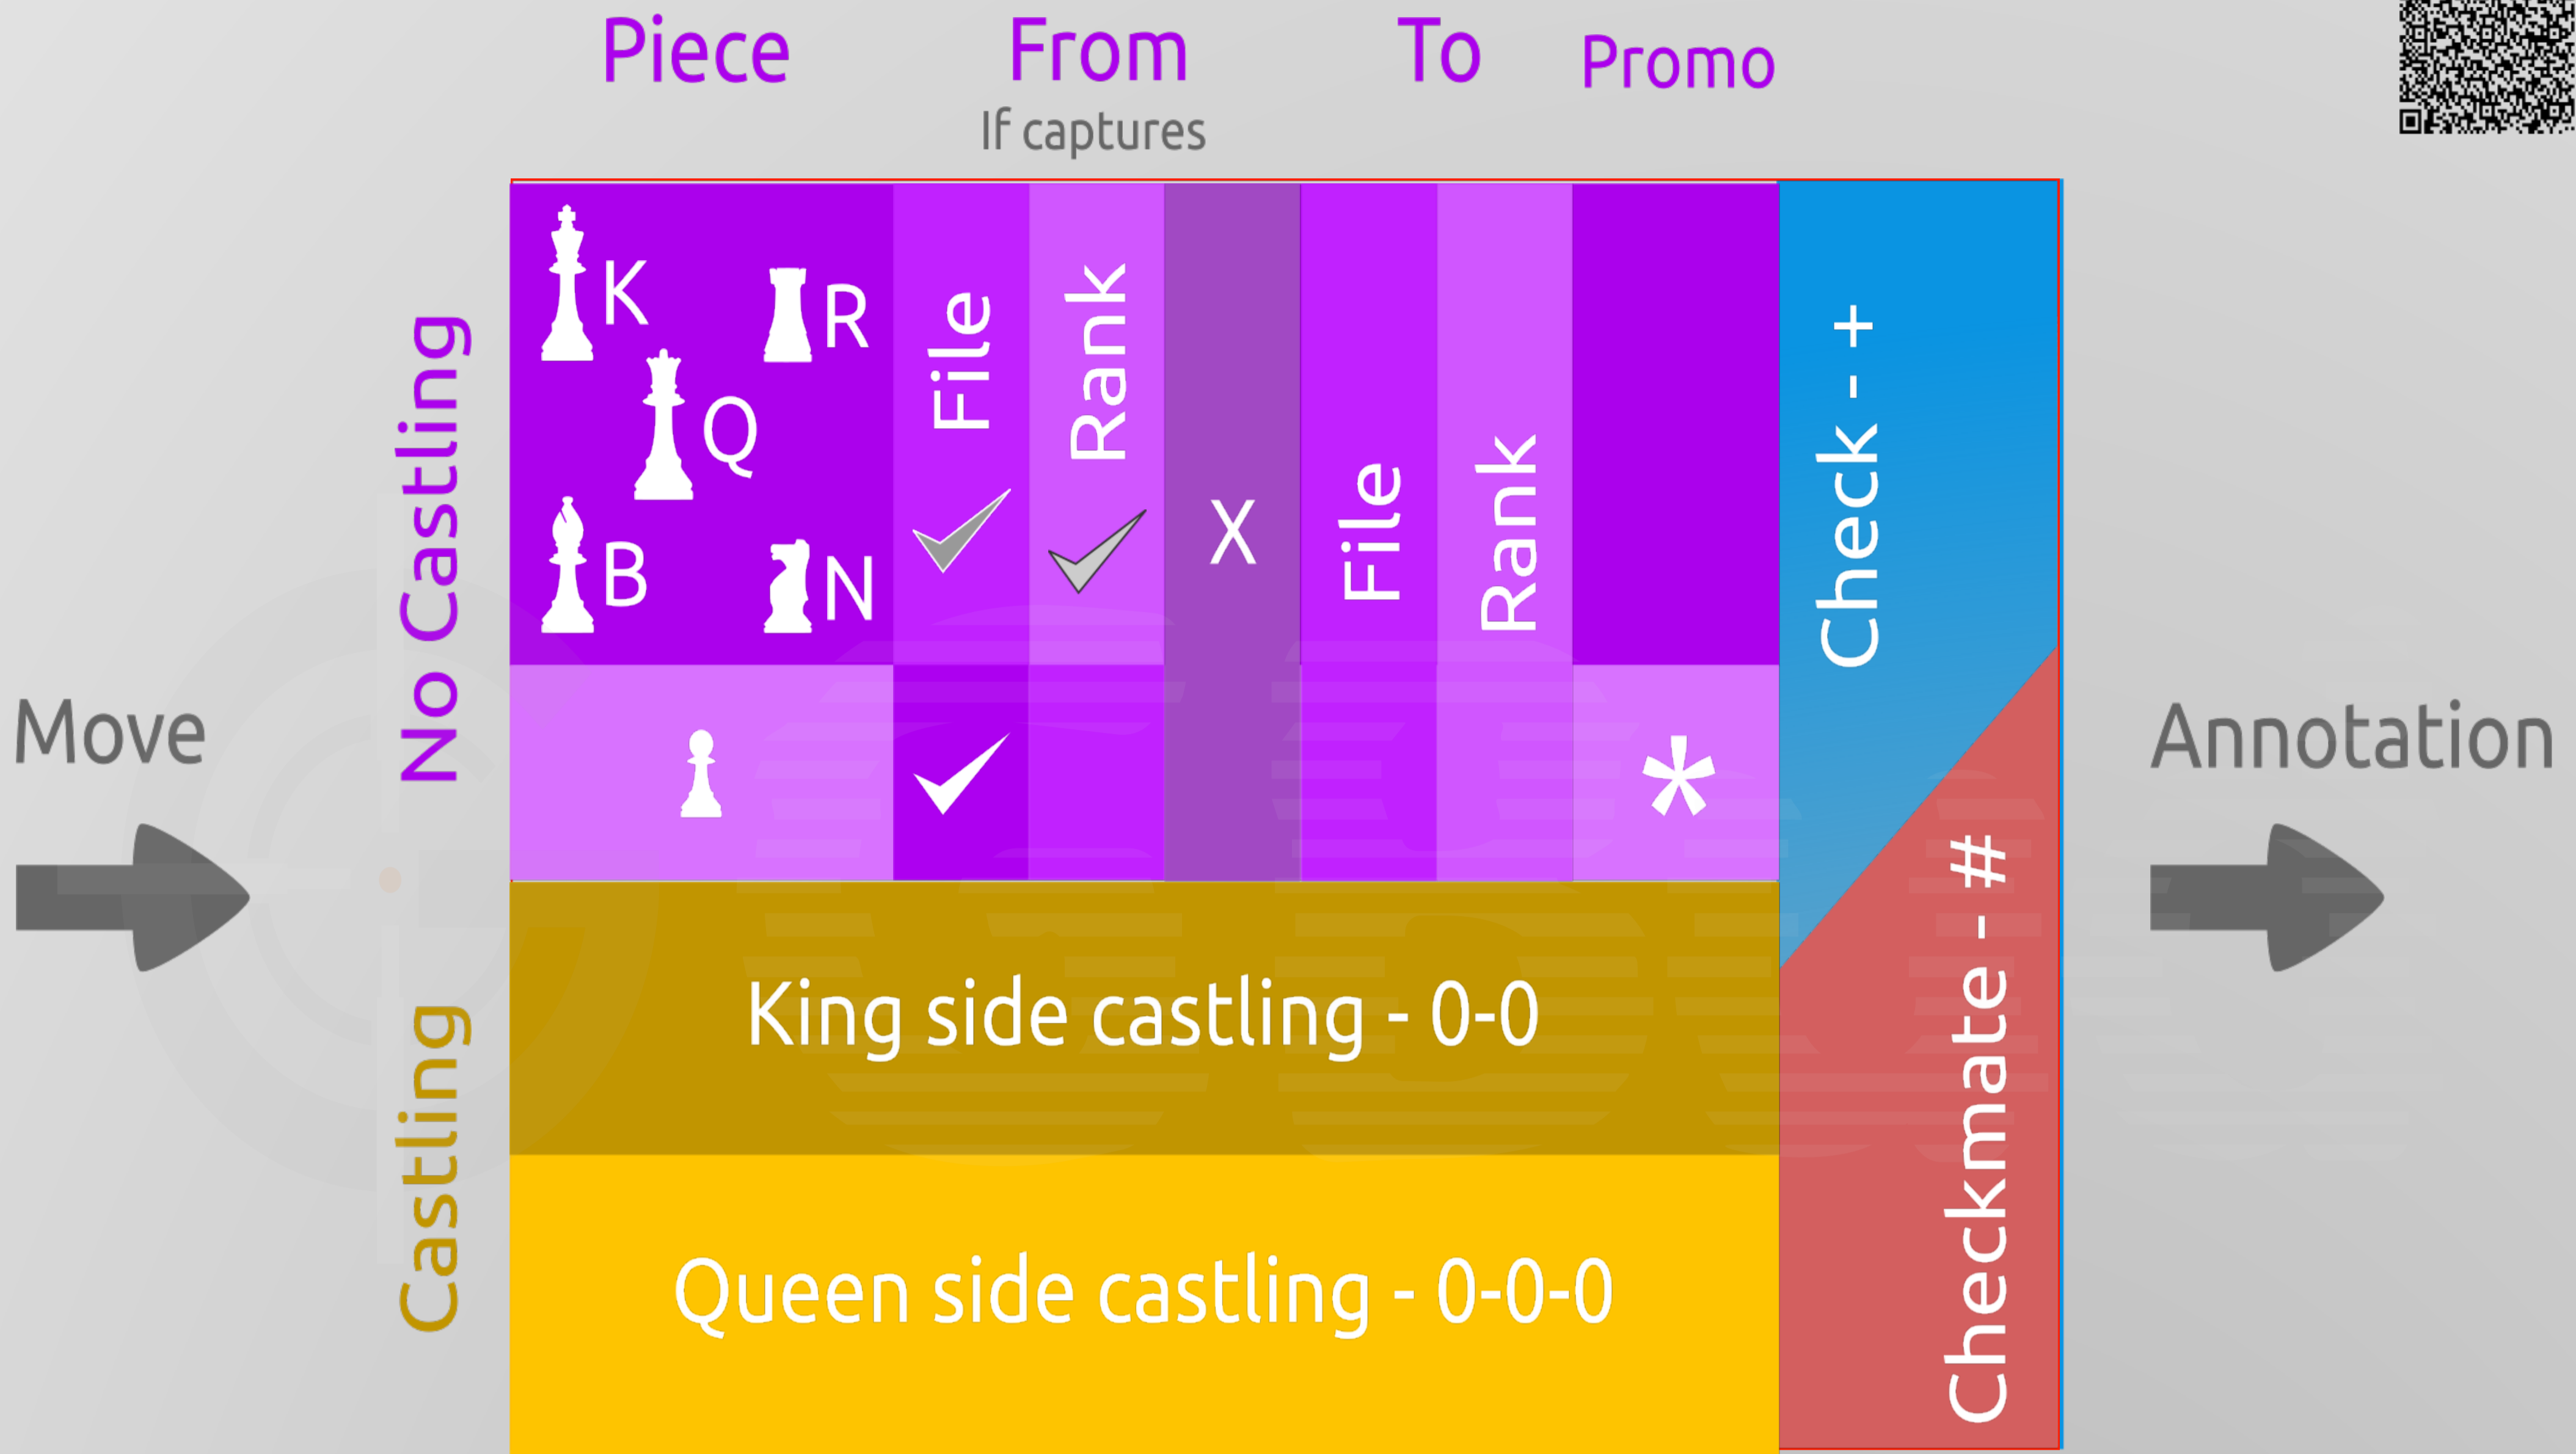 Piece
From
To
Promo
If captures
K
R
Q
B
N
File
Rank
X
File
Rank
*
Check - +
Checkmate - #
No Castling
Castling
Move
Annotation
King side castling - 0-0
Queen side castling - 0-0-0